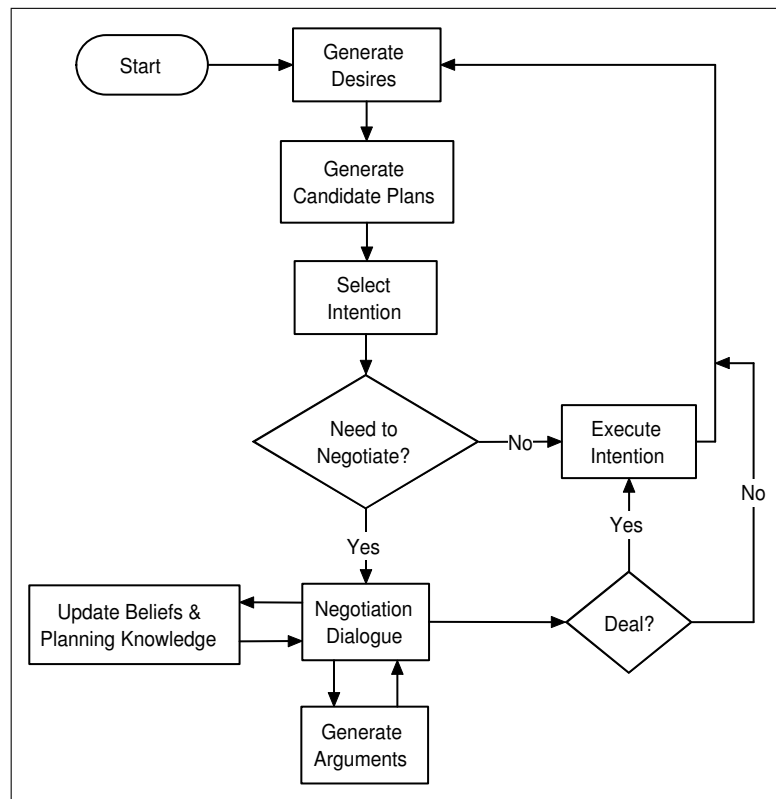 Start
Generate
Desires
Generate
Candidate Plans
Select
Intention
Need to
Negotiate?
No
Execute
Intention
Yes
Yes
No
Update Beliefs &
Planning Knowledge
Negotiation
Dialogue
Deal?
Generate
Arguments